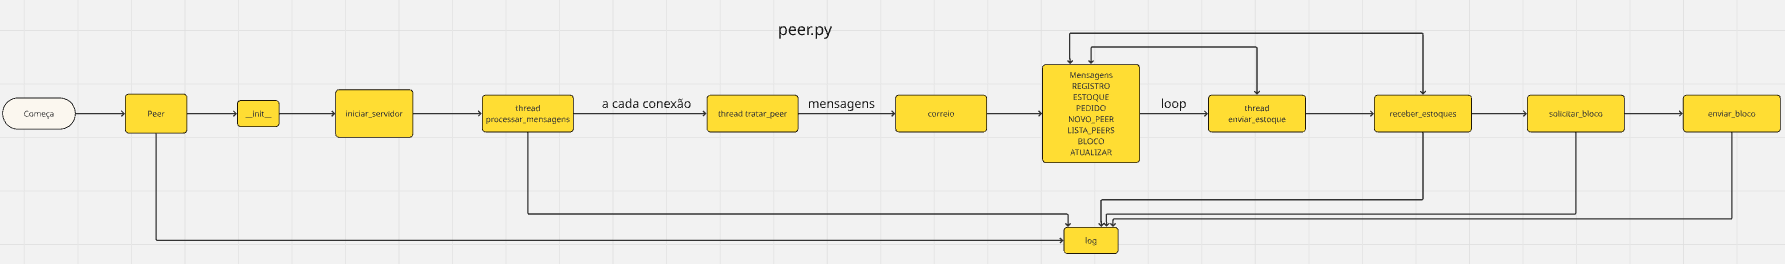 peer.py
Começa
Peer
__init__
iniciar_servidor
thread
processar_mensagens
a cada conexão
thread tratar_peer
mensagens
correio
Mensagens
REGISTRO
ESTOQUE
PEDIDO
NOVO_PEER
LISTA_PEERS
BLOCO
ATUALIZAR
loop
thread
enviar_estoque
receber_estoques
solicitar_bloco
enviar_bloco
log